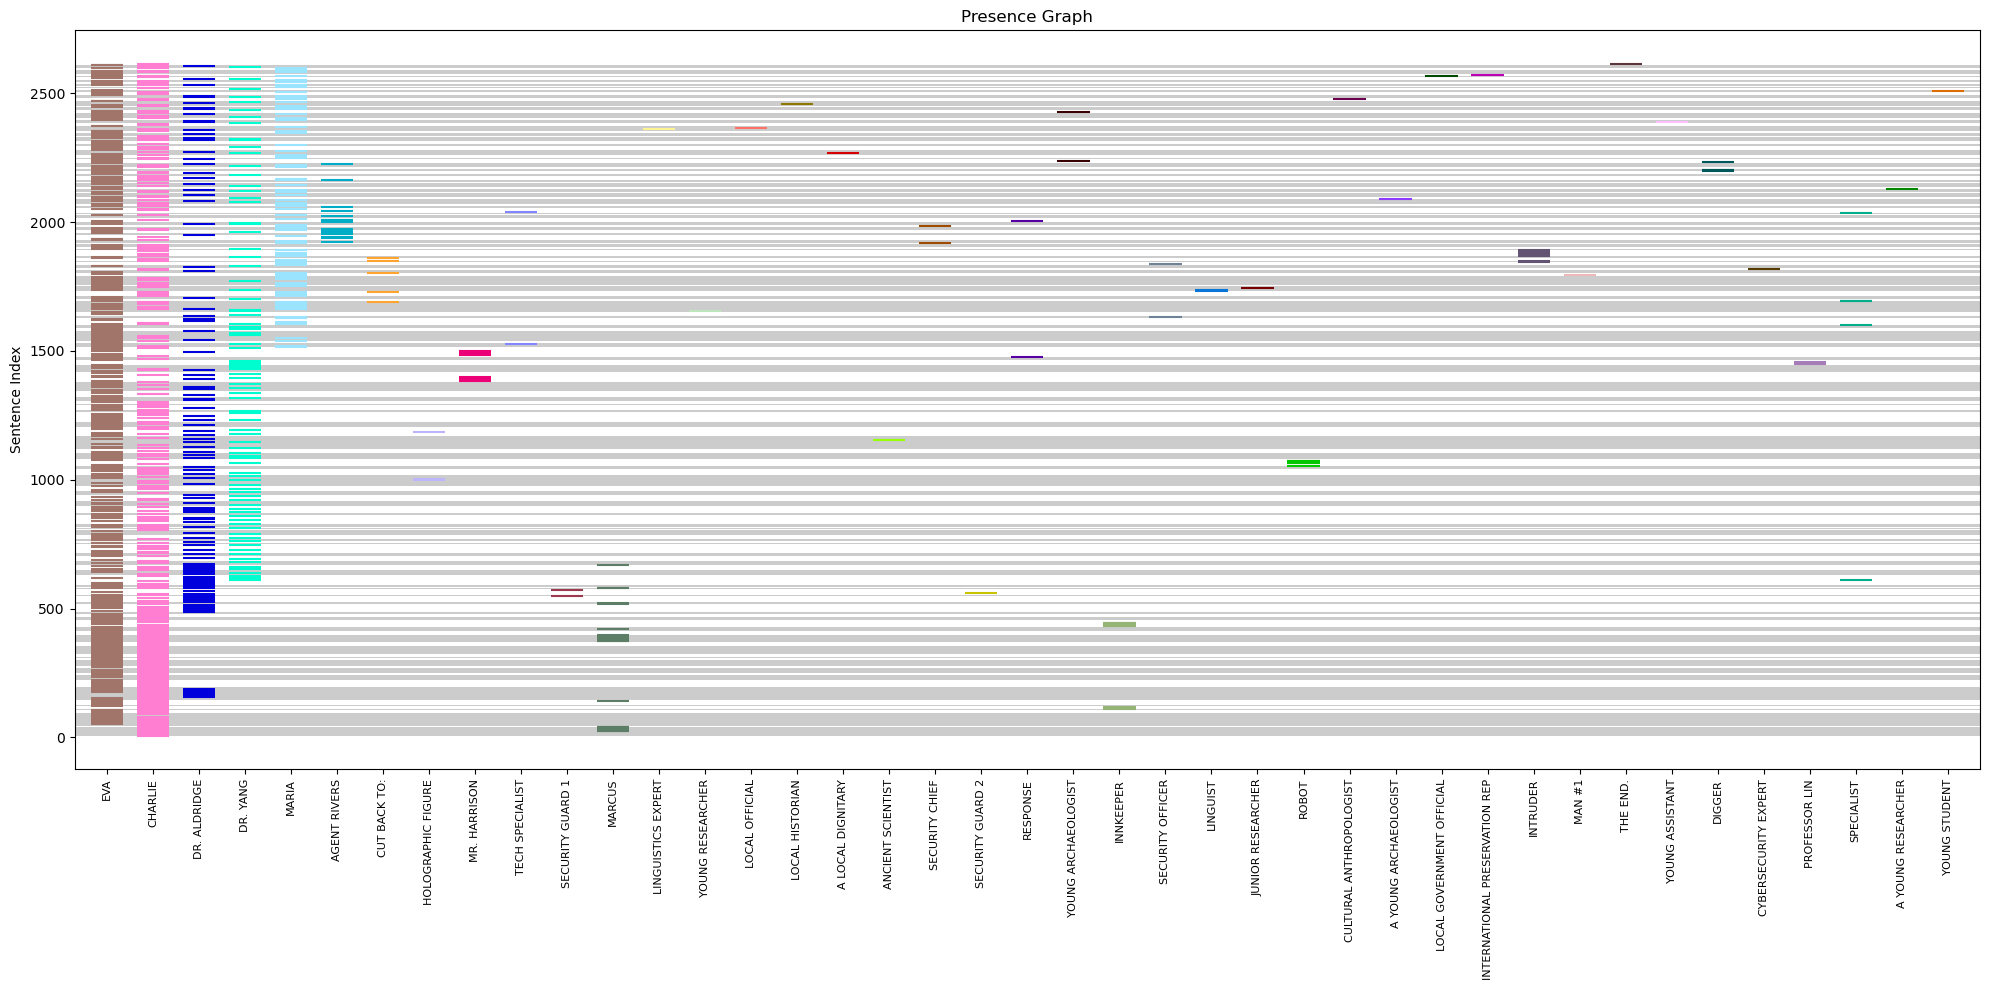 Presence Graph
Sentence Index
2500
2000
1500
1000
500
0
EVA
CHARLIE
DR. ALDRIDGE
DR. YANG
MARIA
AGENT RIVERS
CUT BACK TO:
HOLOGRAPHIC FIGURE
MR. HARRISON
TECH SPECIALIST
SECURITY GUARD 1
MARCUS
LINGUISTICS EXPERT
YOUNG RESEARCHER
LOCAL OFFICIAL
LOCAL HISTORIAN
A LOCAL DIGNITARY
ANCIENT SCIENTIST
SECURITY CHIEF
SECURITY GUARD 2
RESPONSE
YOUNG ARCHAEOLOGIST
INNKEEPER
SECURITY OFFICER
LINGUIST
JUNIOR RESEARCHER
ROBOT
CULTURAL ANTHROPOLOGIST
A YOUNG ARCHAEOLOGIST
LOCAL GOVERNMENT OFFICIAL
INTERNATIONAL PRESERVATION REP
INTRUDER
MAN #1
THE END.
YOUNG ASSISTANT
DIGGER
CYBERSECURITY EXPERT
PROFESSOR LIN
SPECIALIST
A YOUNG RESEARCHER
YOUNG STUDENT